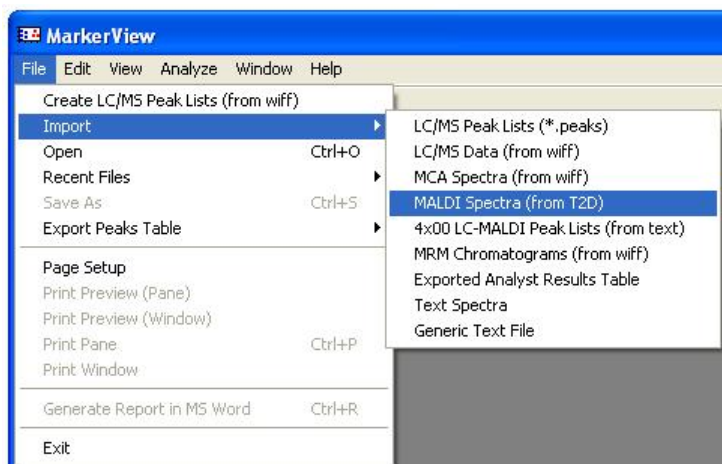 MarkerView
File Edit View Analyze Window Help
Create LC/MS Peak Lists (from wiff)
Import
Open Ctrl+O
Recent Files
Save As Ctrl+S
Export Peaks Table
Page Setup
Print Preview (Pane)
Print Preview (Window)
Print Pane Ctrl+P
Print Window
Generate Report in MS Word Ctrl+R
Exit
LC/MS Peak Lists (*.peaks)
LC/MS Data (from wiff)
MCA Spectra (from wiff)
MALDI Spectra (from T2D)
4x00 LC-MALDI Peak Lists (from text)
MRM Chromatograms (from wiff)
Exported Analyst Results Table
Text Spectra
Generic Text File